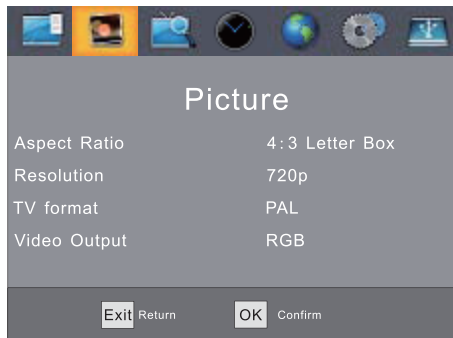 Picture
Aspect Ratio 4:3 Letter Box
Resolution 720p
TV format PAL
Video Output RGB
Exit Return OK Confirm